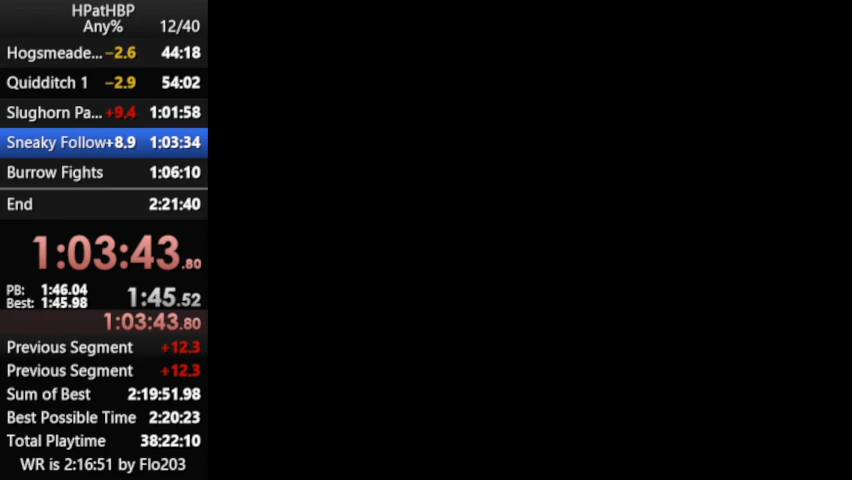 HPatHBP
Any% 12/40
Hogsmeade... −2.6 44:18
Quidditch 1 −2.9 54:02
Slughorn Pa... +9.4 1:01:58
Sneaky Follow +8.9 1:03:34
Burrow Fights 1:06:10
End 2:21:40
1:03:43.80
PB: 1:46.04
Best: 1:45.98
1:45.52
1:03:43.80
Previous Segment +12.3
Previous Segment +12.3
Sum of Best 2:19:51.98
Best Possible Time 2:20:23
Total Playtime 38:22:10
WR is 2:16:51 by Flo203